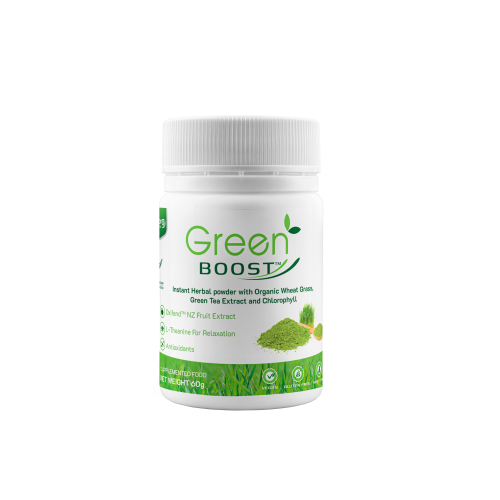 Green
BOOST™
Instant Herbal powder with Organic Wheat Grass,
Green Tea Extract and Chlorophyll
NZ Fruit Extract
L-Theanine For Relaxation
Antioxidants
SUPPLEMENTED FOOD
NET WEIGHT 60g
VEGAN